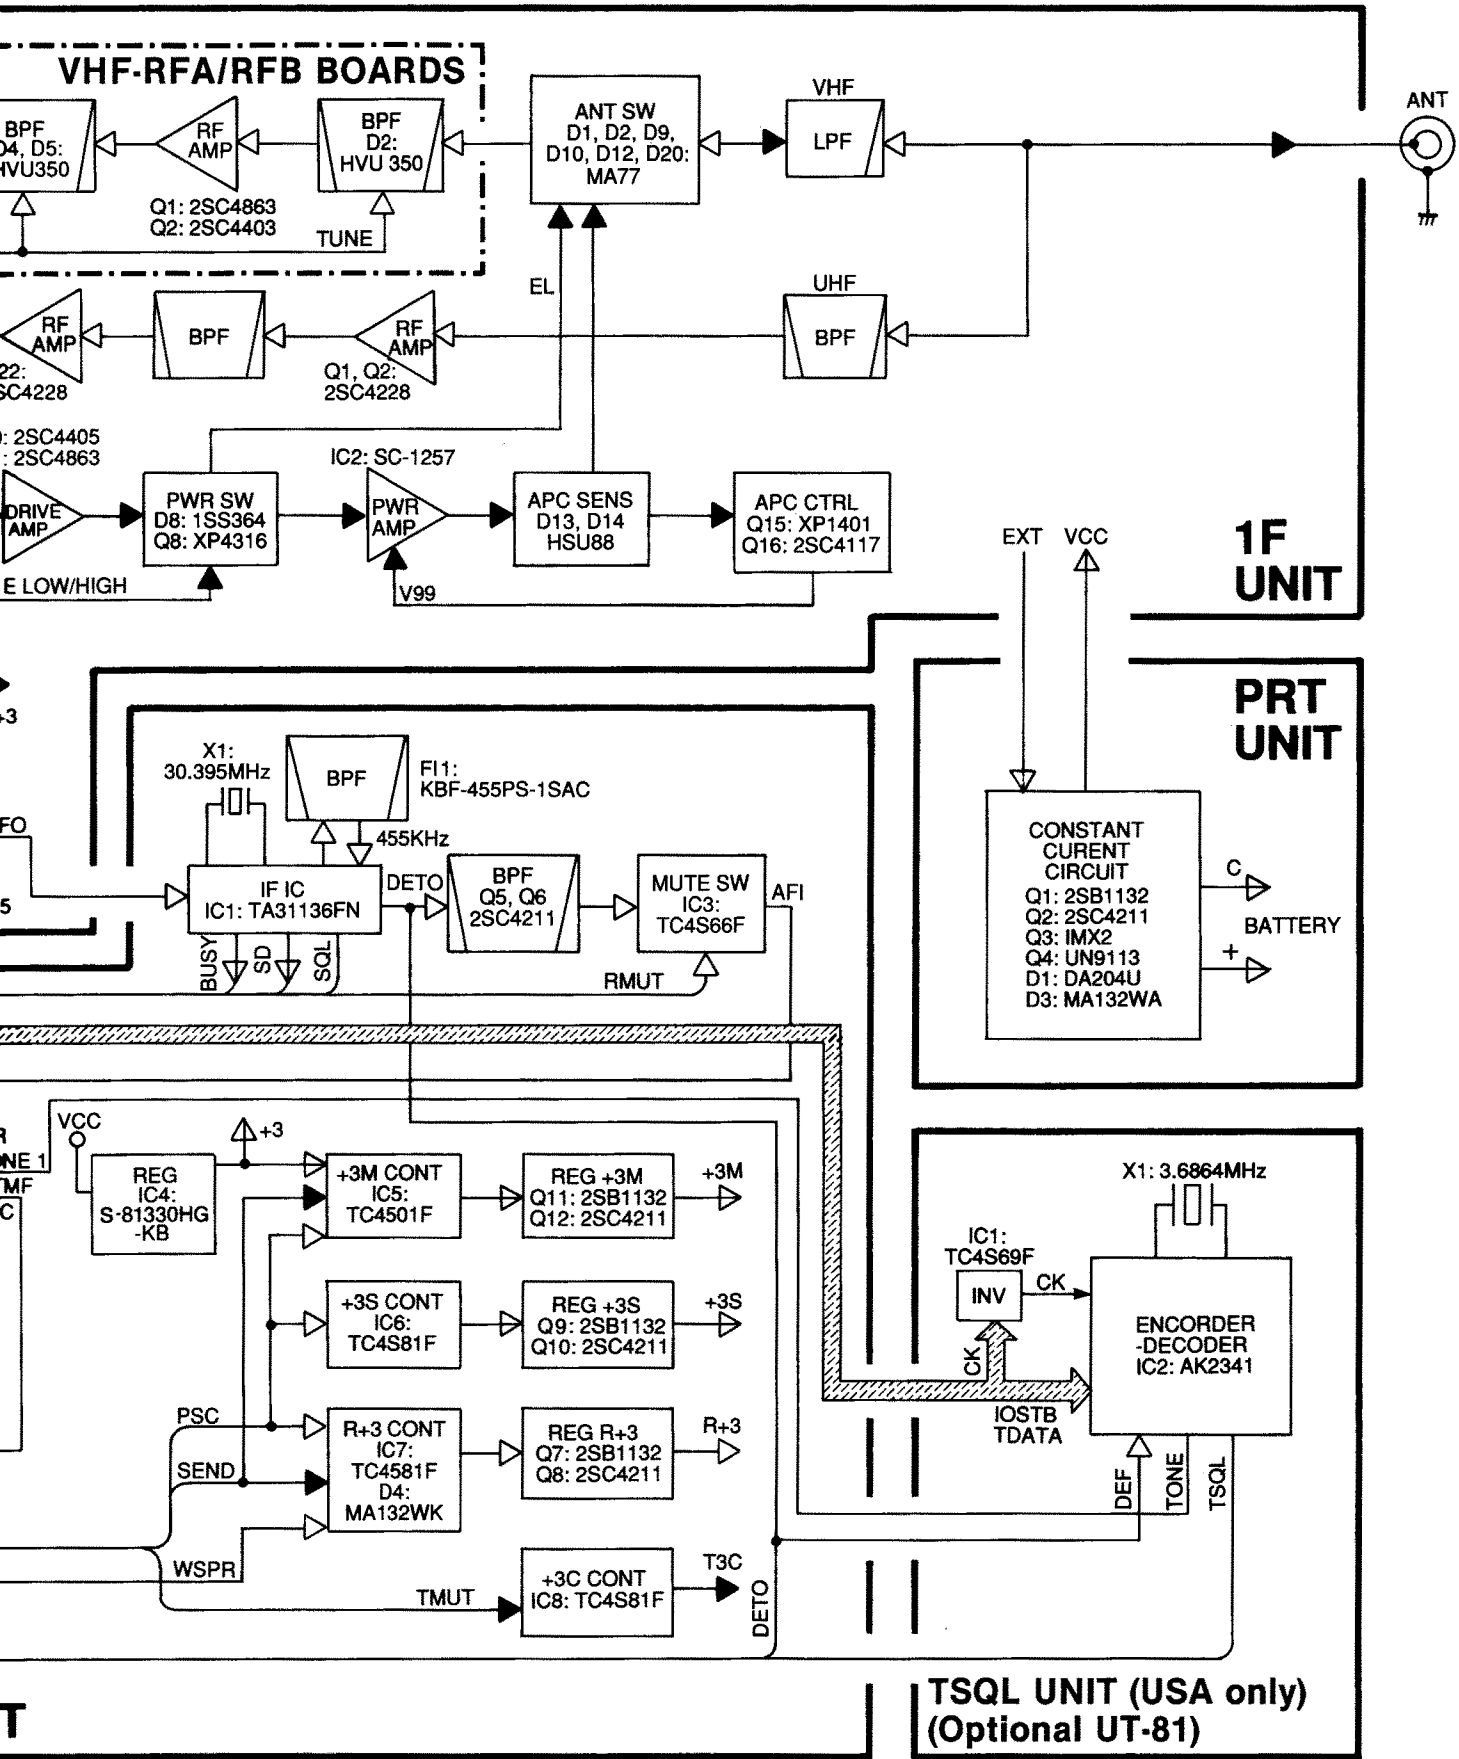 VHF-RFA/RFB BOARDS
BPF
D4, D5:
HVU350
RF
AMP
Q1: 2SC4863
Q2: 2SC4403
BPF
D2:
HVU 350
TUNE
ANT SW
D1, D2, D9,
D10, D12, D20:
MA77
VHF
LPF
ANT
EL
UHF
BPF
RF
AMP
22:
SC4228
BPF
RF
AMP
Q1, Q2:
2SC4228
: 2SC4405
: 2SC4863
DRIVE
AMP
PWR SW
D8: 1SS364
Q8: XP4316
E LOW/HIGH
IC2: SC-1257
PWR
AMP
V99
APC SENS
D13, D14
HSU88
APC CTRL
Q15: XP1401
Q16: 2SC4117
1F
UNIT
EXT
VCC
PRT
UNIT
CONSTANT
CURENT
CIRCUIT
Q1: 2SB1132
Q2: 2SC4211
Q3: IMX2
Q4: UN9113
D1: DA204U
D3: MA132WA
C
BATTERY
+
+3
FO
5
X1:
30.395MHz
BPF
FI1:
KBF-455PS-1SAC
455KHz
IF IC
IC1: TA31136FN
BUSY
SD
SQL
DETO
BPF
Q5, Q6
2SC4211
MUTE SW
IC3:
TC4S66F
AFI
RMUT
R
ONE 1
TMF
C
VCC
REG
IC4:
S-81330HG
-KB
+3
+3M CONT
IC5:
TC4501F
REG +3M
Q11: 2SB1132
Q12: 2SC4211
+3M
+3S CONT
IC6:
TC4S81F
REG +3S
Q9: 2SB1132
Q10: 2SC4211
+3S
PSC
SEND
WSPR
R+3 CONT
IC7:
TC4581F
D4:
MA132WK
REG R+3
Q7: 2SB1132
Q8: 2SC4211
R+3
TMUT
+3C CONT
IC8: TC4S81F
T3C
DETO
X1: 3.6864MHz
IC1:
TC4S69F
INV
CK
CK
ENCORDER
-DECODER
IC2: AK2341
IOSTB
TDATA
DEF
TONE
TSQL
T
TSQL UNIT (USA only)
(Optional UT-81)